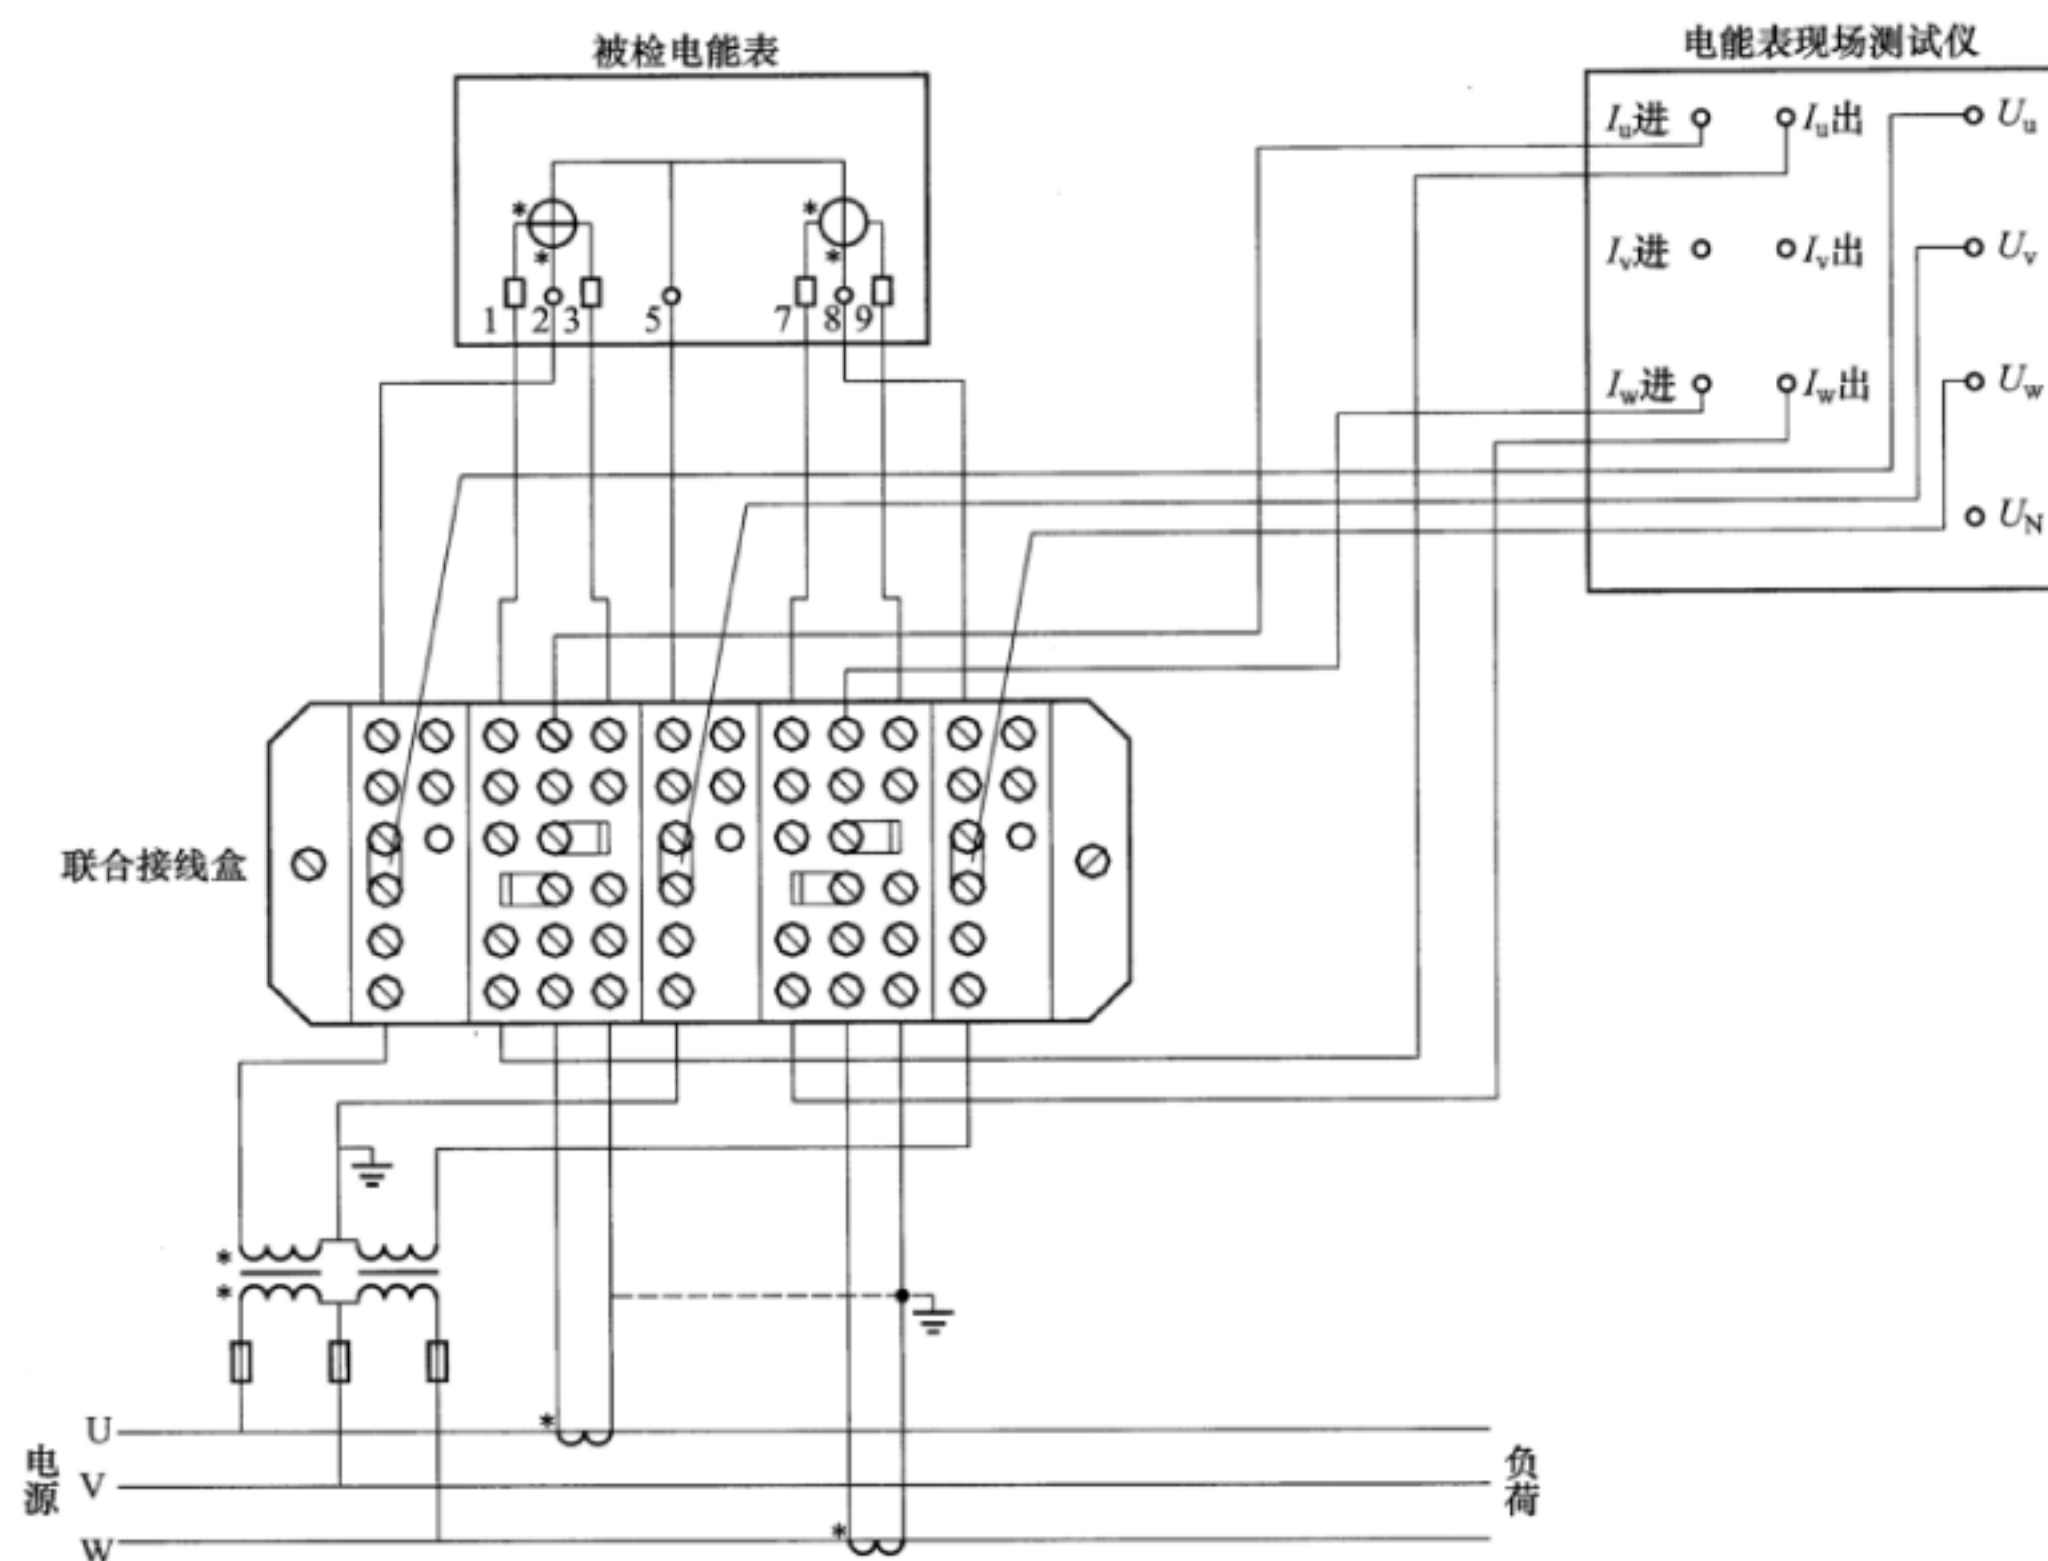 被检电能表
电能表现场测试仪
Iu进 Iu出 Uu
Iv进 Iv出 Uv
Iw进 Iw出 Uw
UN
* *
* *
1 2 3 5 7 8 9
联合接线盒
*
*
*
*
电源
U
V
W
负荷